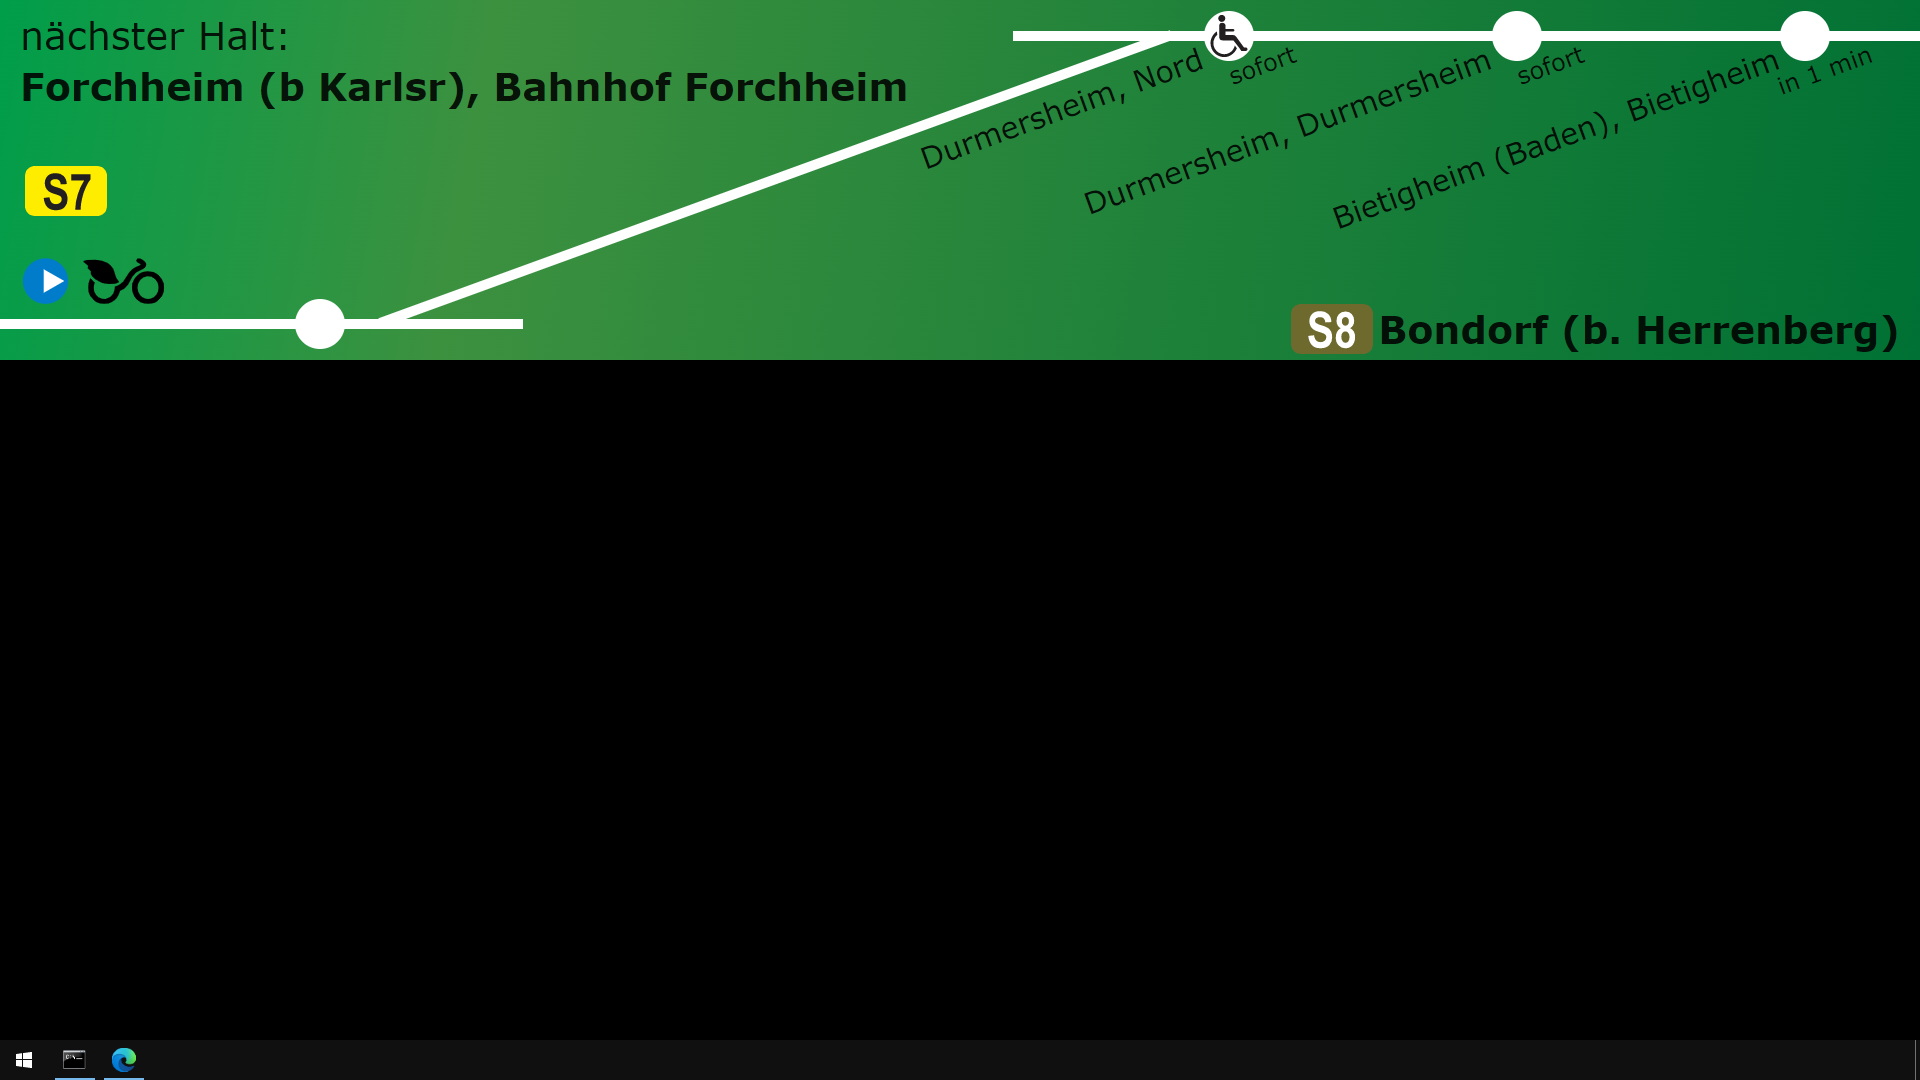 nächster Halt:
Forchheim (b Karlsr), Bahnhof Forchheim
S7
Durmersheim, Nord
sofort
Durmersheim, Durmersheim
sofort
Bietigheim (Baden), Bietigheim
in 1 min
S8 Bondorf (b. Herrenberg)